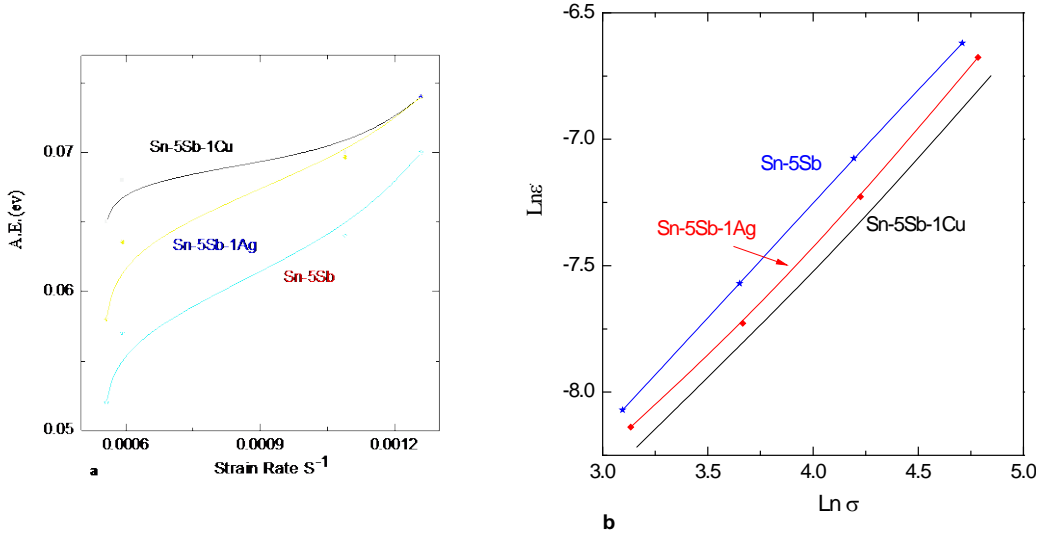 A.E.(ev)
0.07
0.06
0.05
Sn-5Sb-1Cu
Sn-5Sb-1Ag
Sn-5Sb
0.0006 0.0009 0.0012
Strain Rate S⁻¹
a
Lnε̇
-6.5
-7.0
-7.5
-8.0
Sn-5Sb
Sn-5Sb-1Ag
Sn-5Sb-1Cu
3.0 3.5 4.0 4.5 5.0
Ln σ
b